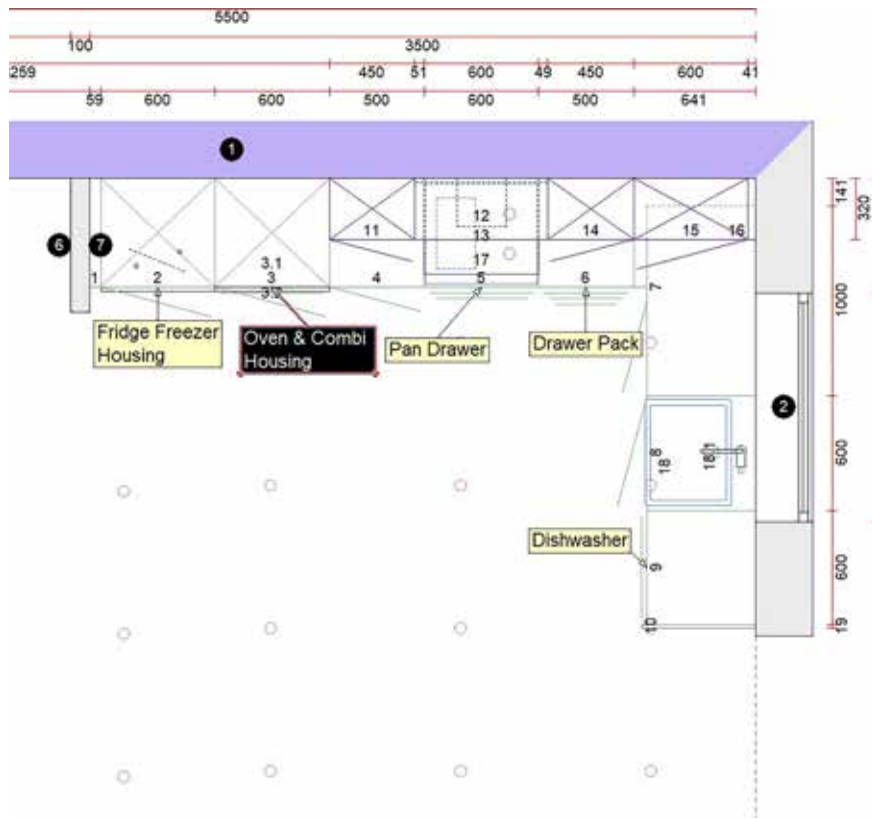 5500
100 3500
259 450 51 600 49 450 600 41
59 600 600 500 600 500 641
1
141
320
12
11 13 14 15 16
6 7
3.1 17
1 2 3 4 5 6 7
1000
Fridge Freezer
Housing
Oven & Combi
Housing
Pan Drawer
Drawer Pack
2
8
18 18.1
600
Dishwasher
9
600
10
19